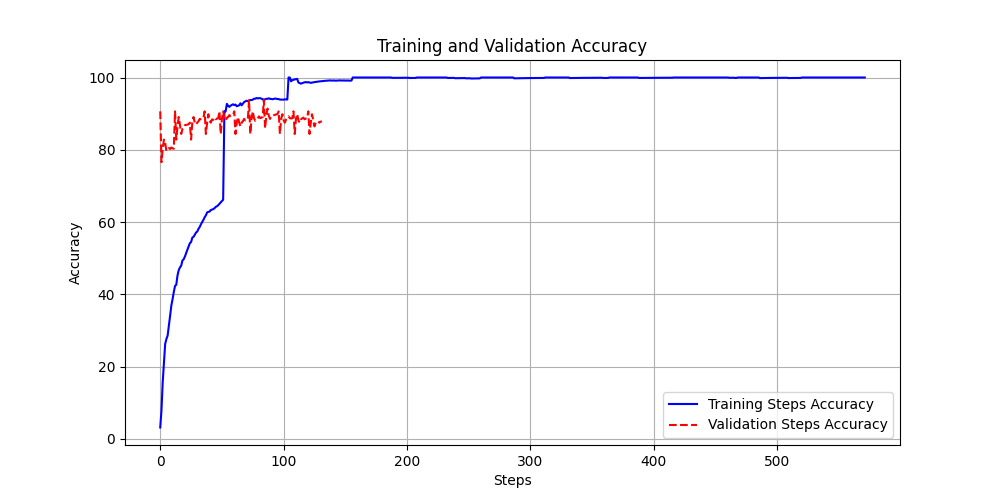 Training and Validation Accuracy
100
80
60
40
20
0
Accuracy
0 100 200 300 400 500
Steps
Training Steps Accuracy
Validation Steps Accuracy